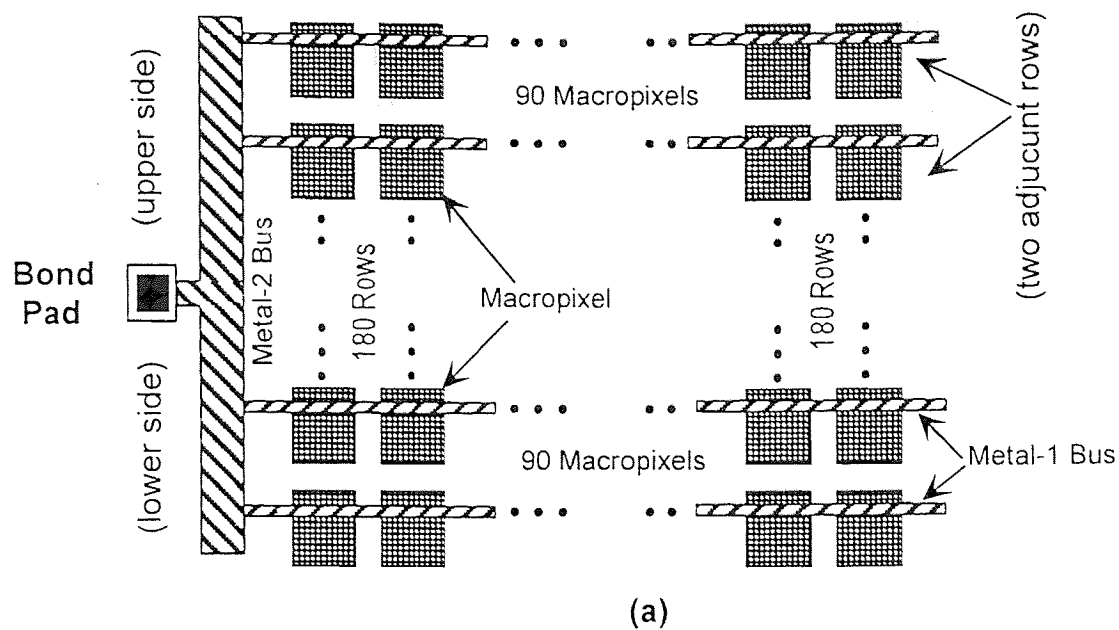 (upper side)
90 Macropixels
(two adjucunt rows)
Bond
Pad
Metal-2 Bus
180 Rows
Macropixel
180 Rows
(lower side)
90 Macropixels
Metal-1 Bus
(a)